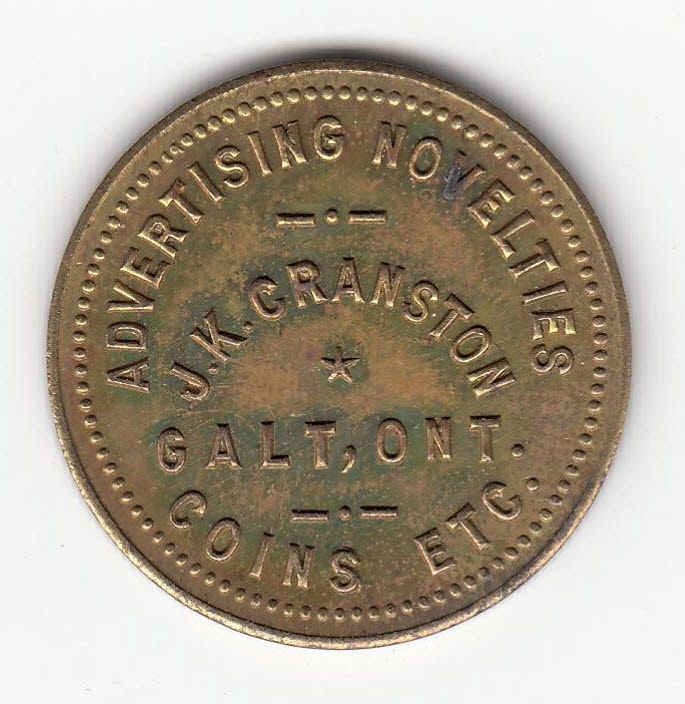 ADVERTISING NOVELTIES
J.K. CRANSTON
GALT, ONT.
COINS ETC.